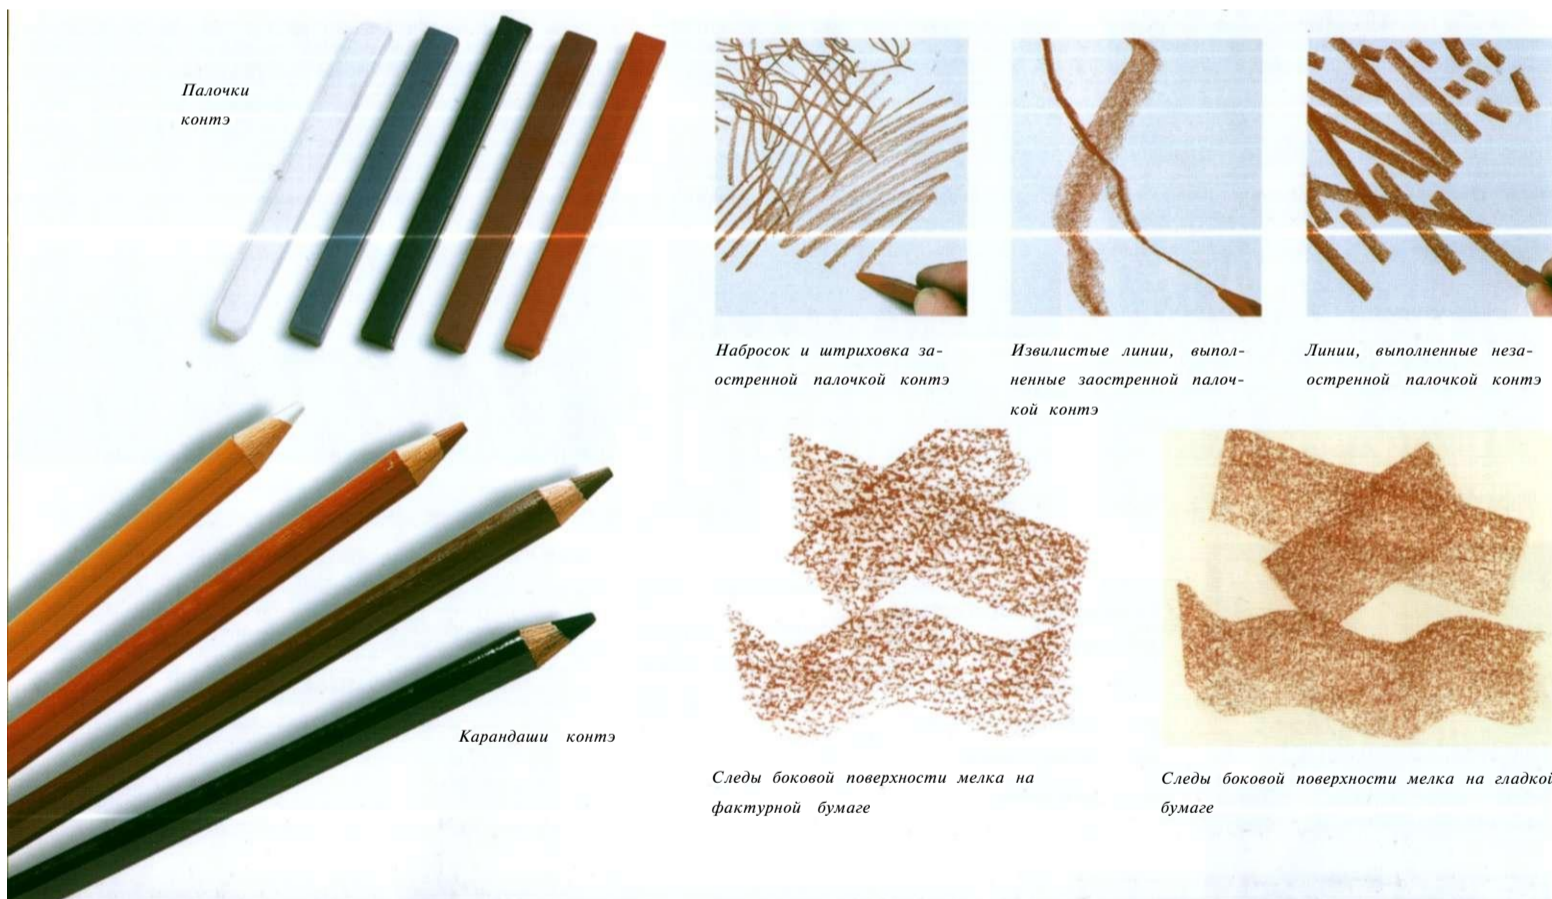 Палочки
контэ
Набросок и штриховка за-
остренной палочкой контэ
Извилистые линии, выпол-
ненные заостренной палоч-
кой контэ
Линии, выполненные неза-
остренной палочкой контэ
Карандаши контэ
Следы боковой поверхности мелка на
фактурной бумаге
Следы боковой поверхности мелка на гладкой
бумаге